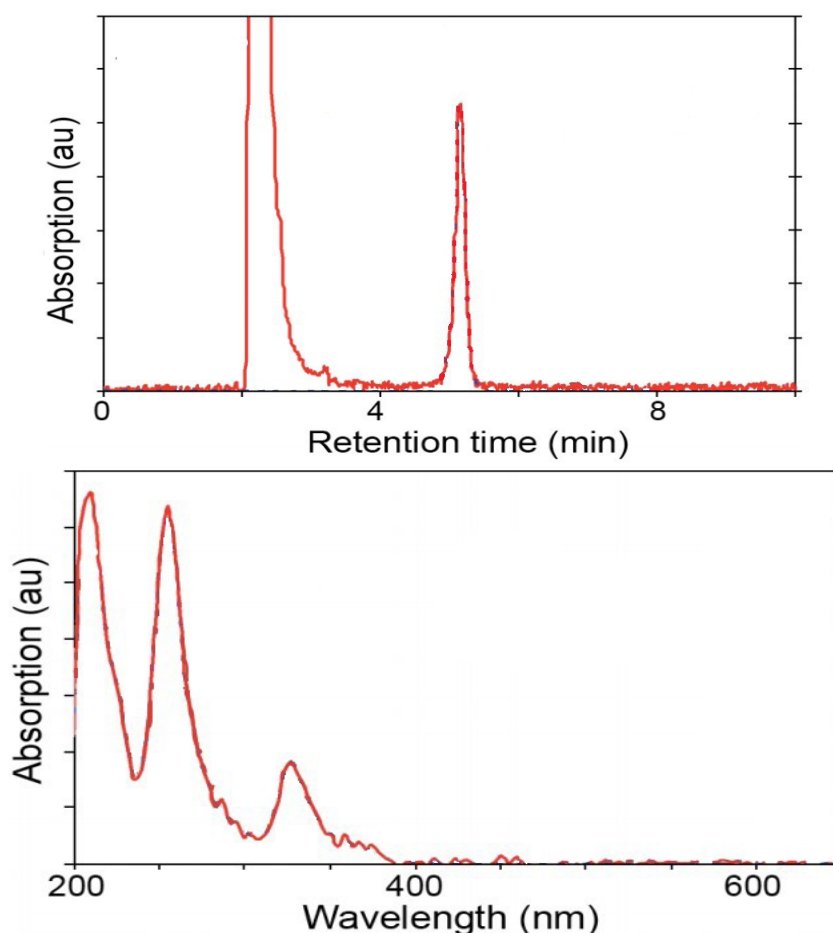 Absorption (au)
0 4 8
Retention time (min)
Absorption (au)
200 400 600
Wavelength (nm)